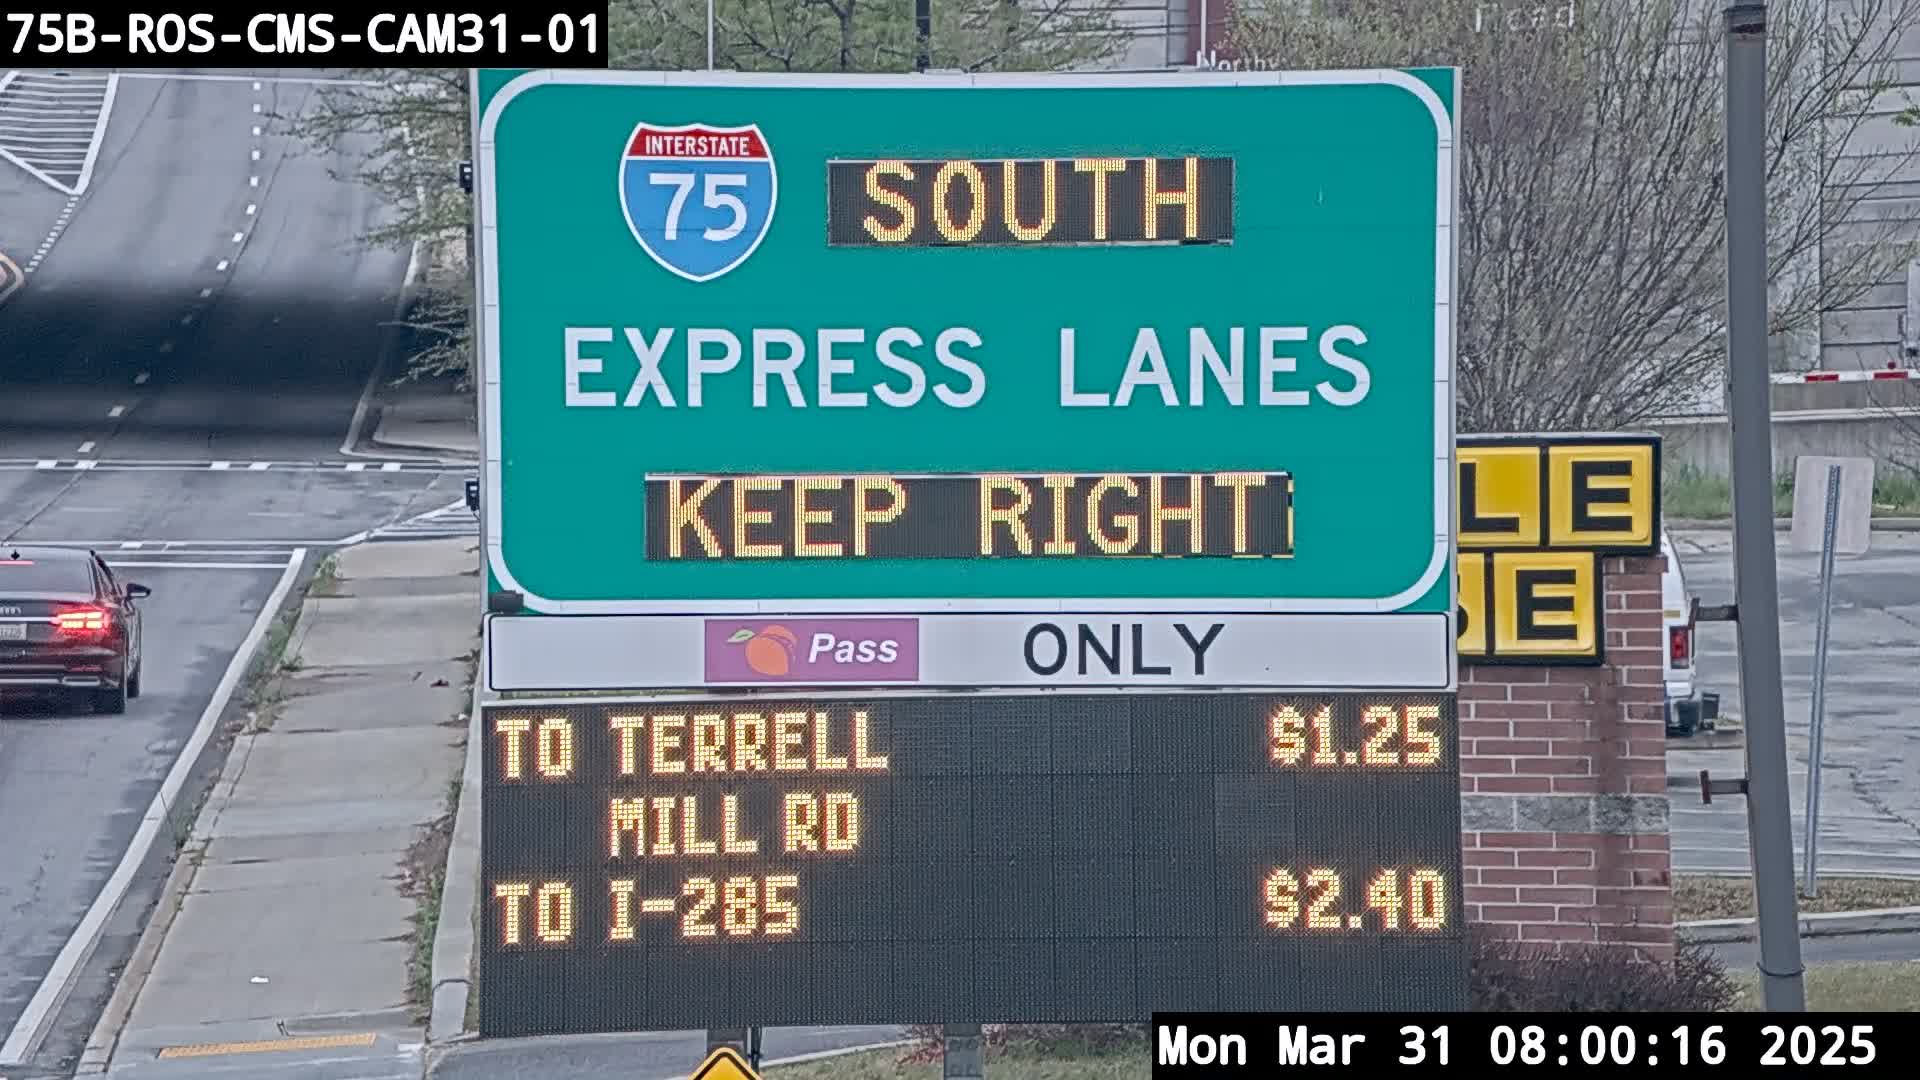 75B-ROS-CMS-CAM31-01
INTERSTATE
75
SOUTH
EXPRESS LANES
KEEP RIGHT
Pass ONLY
TO TERRELL $1.25
MILL RD
TO I-285 $2.40
LE
E
Mon Mar 31 08:00:16 2025